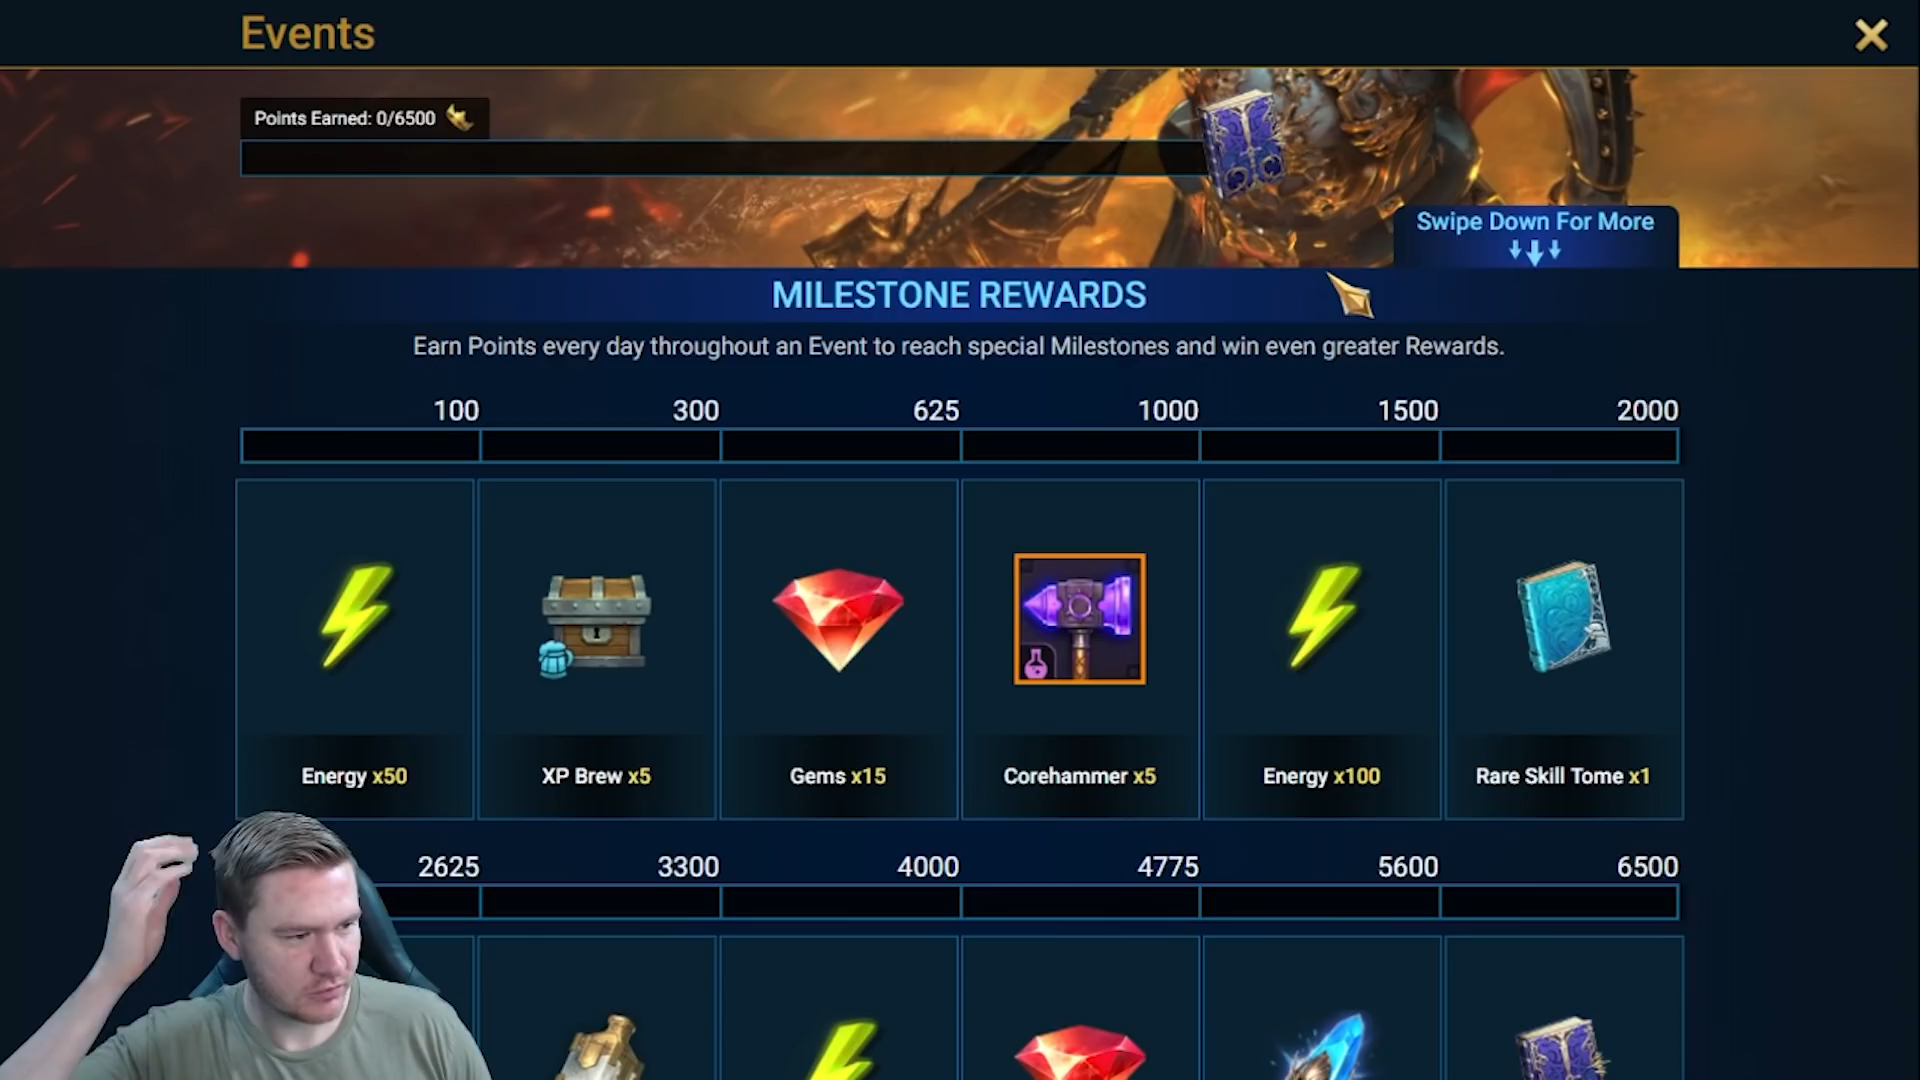 Events
Points Earned: 0/6500
Swipe Down For More
MILESTONE REWARDS
Earn Points every day throughout an Event to reach special Milestones and win even greater Rewards.
100 300 625 1000 1500 2000
Energy x50 XP Brew x5 Gems x15 Corehammer x5 Energy x100 Rare Skill Tome x1
2625 3300 4000 4775 5600 6500